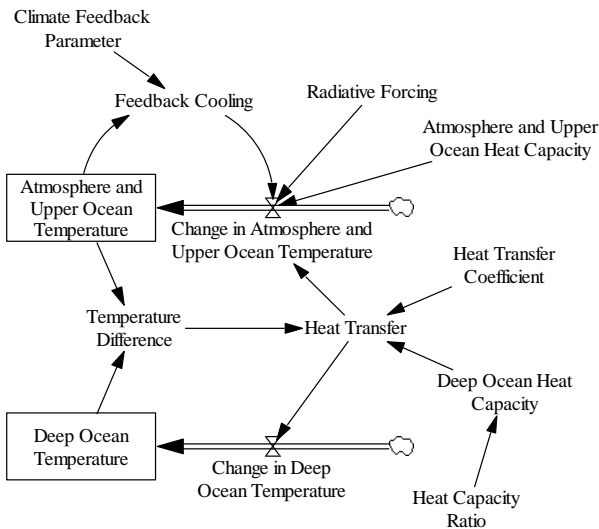 Climate Feedback
Parameter
Feedback Cooling
Radiative Forcing
Atmosphere and Upper
Ocean Heat Capacity
Atmosphere and
Upper Ocean
Temperature
Change in Atmosphere and
Upper Ocean Temperature
Heat Transfer
Coefficient
Temperature
Difference
Heat Transfer
Deep Ocean Heat
Capacity
Deep Ocean
Temperature
Change in Deep
Ocean Temperature
Heat Capacity
Ratio